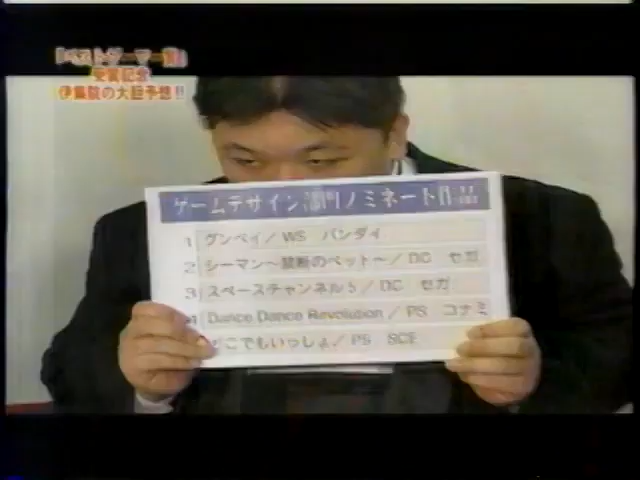 『ベストゲーマー賞』
受賞記念
伊集院の大胆予想!!
ゲームデザイン部門ノミネート
1 グンペイ/WS バンダイ
2 シーマン~禁断のペット~/DC セガ
3 スペースチャンネル5/DC セガ
Dance Dance Revolution/PS コナミ
どこでもいっしょ/PS SCE